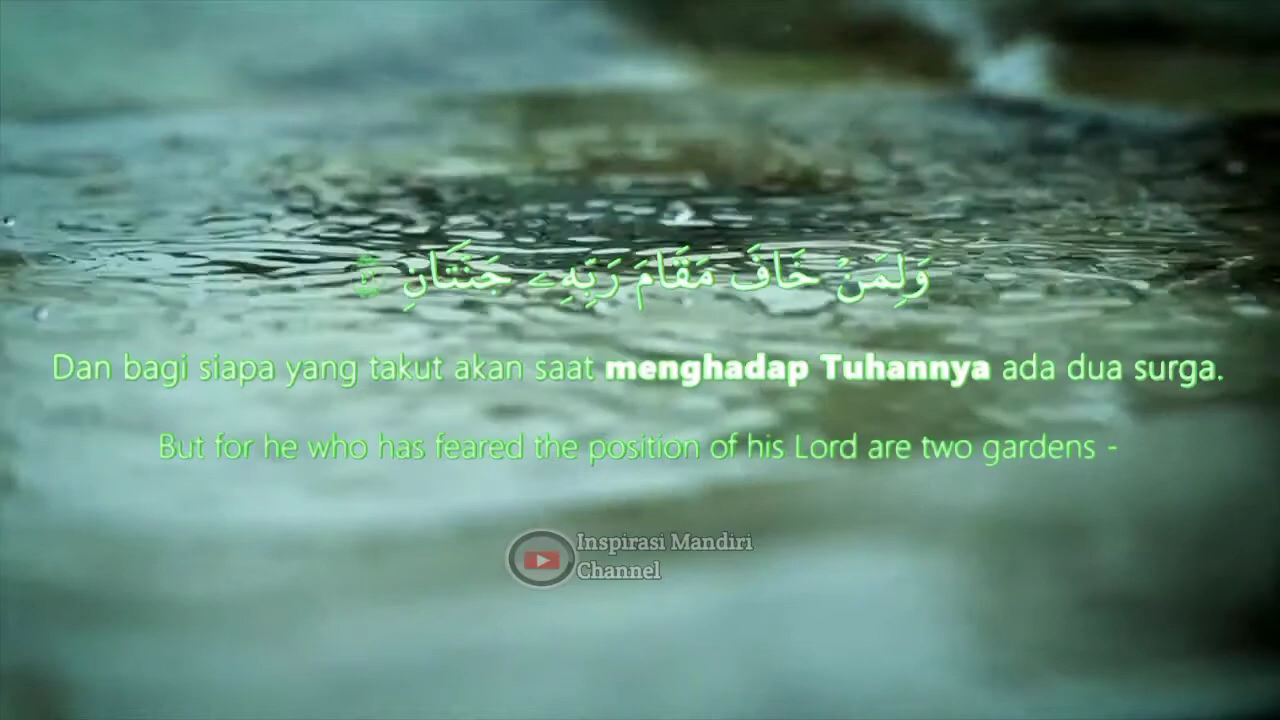 وَلِمَنْ خَافَ مَقَامَ رَبِّهِۦ جَنَّتَانِ
Dan bagi siapa yang takut akan saat menghadap Tuhannya ada dua surga.
But for he who has feared the position of his Lord are two gardens -
Inspirasi Mandiri
Channel